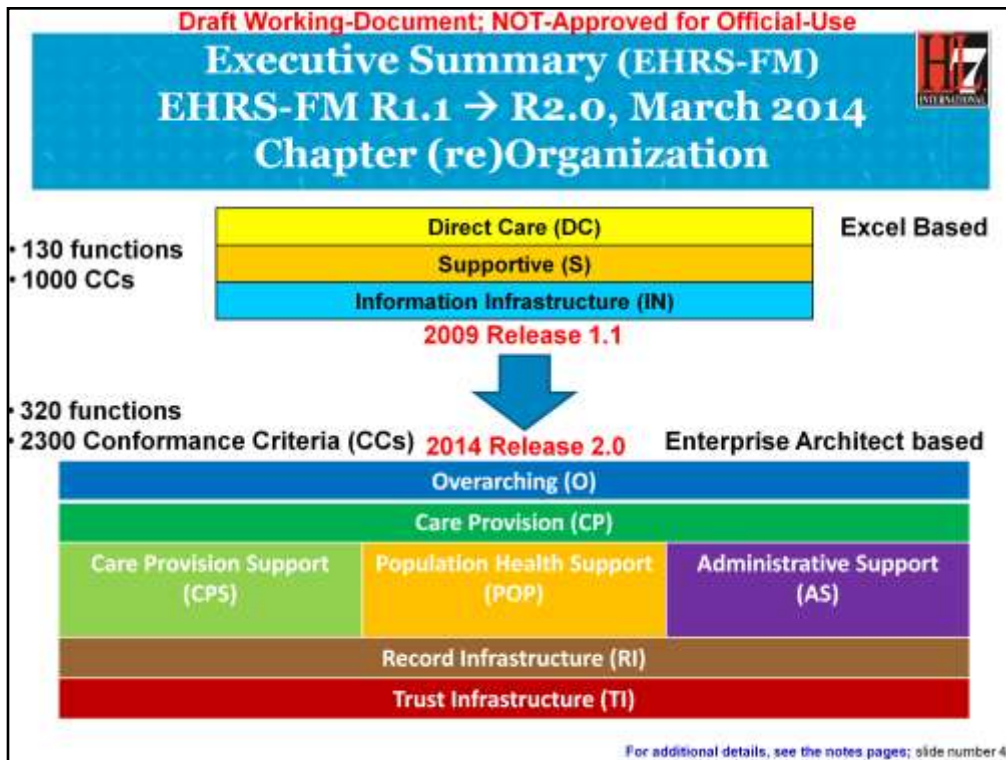 Draft Working-Document; NOT-Approved for Official-Use
Executive Summary (EHRS-FM)
EHRS-FM R1.1 → R2.0, March 2014
Chapter (re)Organization
HL7
INTERNATIONAL
• 130 functions
• 1000 CCs
Direct Care (DC)
Supportive (S)
Information Infrastructure (IN)
Excel Based
2009 Release 1.1
• 320 functions
• 2300 Conformance Criteria (CCs)
2014 Release 2.0
Enterprise Architect based
Overarching (O)
Care Provision (CP)
Care Provision Support
(CPS)
Population Health Support
(POP)
Administrative Support
(AS)
Record Infrastructure (RI)
Trust Infrastructure (TI)
For additional details, see the notes pages; slide number 4